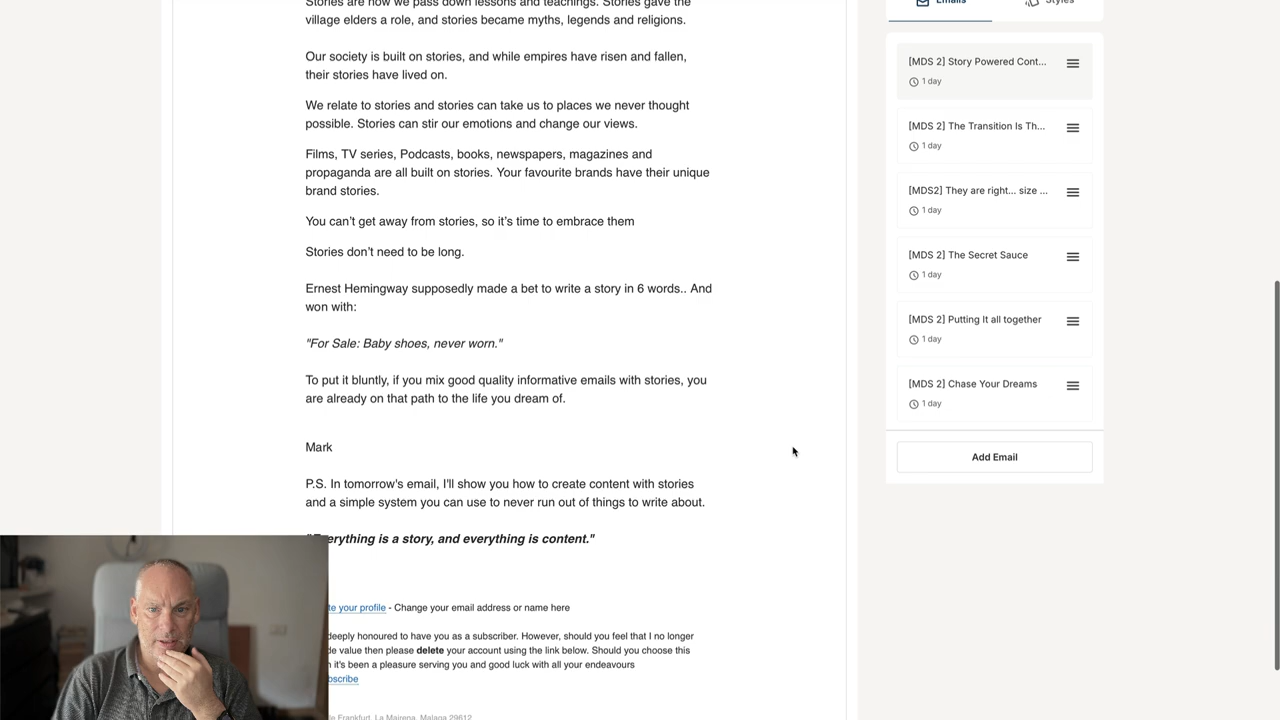 Stories are how we pass down lessons and teachings. Stories gave the
village elders a role, and stories became myths, legends and religions.
Our society is built on stories, and while empires have risen and fallen,
their stories have lived on.
We relate to stories and stories can take us to places we never thought
possible. Stories can stir our emotions and change our views.
Films, TV series, Podcasts, books, newspapers, magazines and
propaganda are all built on stories. Your favourite brands have their unique
brand stories.
You can't get away from stories, so it's time to embrace them
Stories don't need to be long.
Ernest Hemingway supposedly made a bet to write a story in 6 words.. And
won with:
"For Sale: Baby shoes, never worn."
To put it bluntly, if you mix good quality informative emails with stories, you
are already on that path to the life you dream of.
Mark
P.S. In tomorrow's email, I'll show you how to create content with stories
and a simple system you can use to never run out of things to write about.
"Everything is a story, and everything is content."
te your profile - Change your email address or name here
deeply honoured to have you as a subscriber. However, should you feel that I no longer
de value then please delete your account using the link below. Should you choose this
it's been a pleasure serving you and good luck with all your endeavours
bscribe
Frankfurt, La Mairena, Malaga 29612
Emails
Styles
[MDS 2] Story Powered Cont...
1 day
[MDS 2] The Transition Is Th...
1 day
[MDS2] They are right... size ...
1 day
[MDS 2] The Secret Sauce
1 day
[MDS 2] Putting It all together
1 day
[MDS 2] Chase Your Dreams
1 day
Add Email